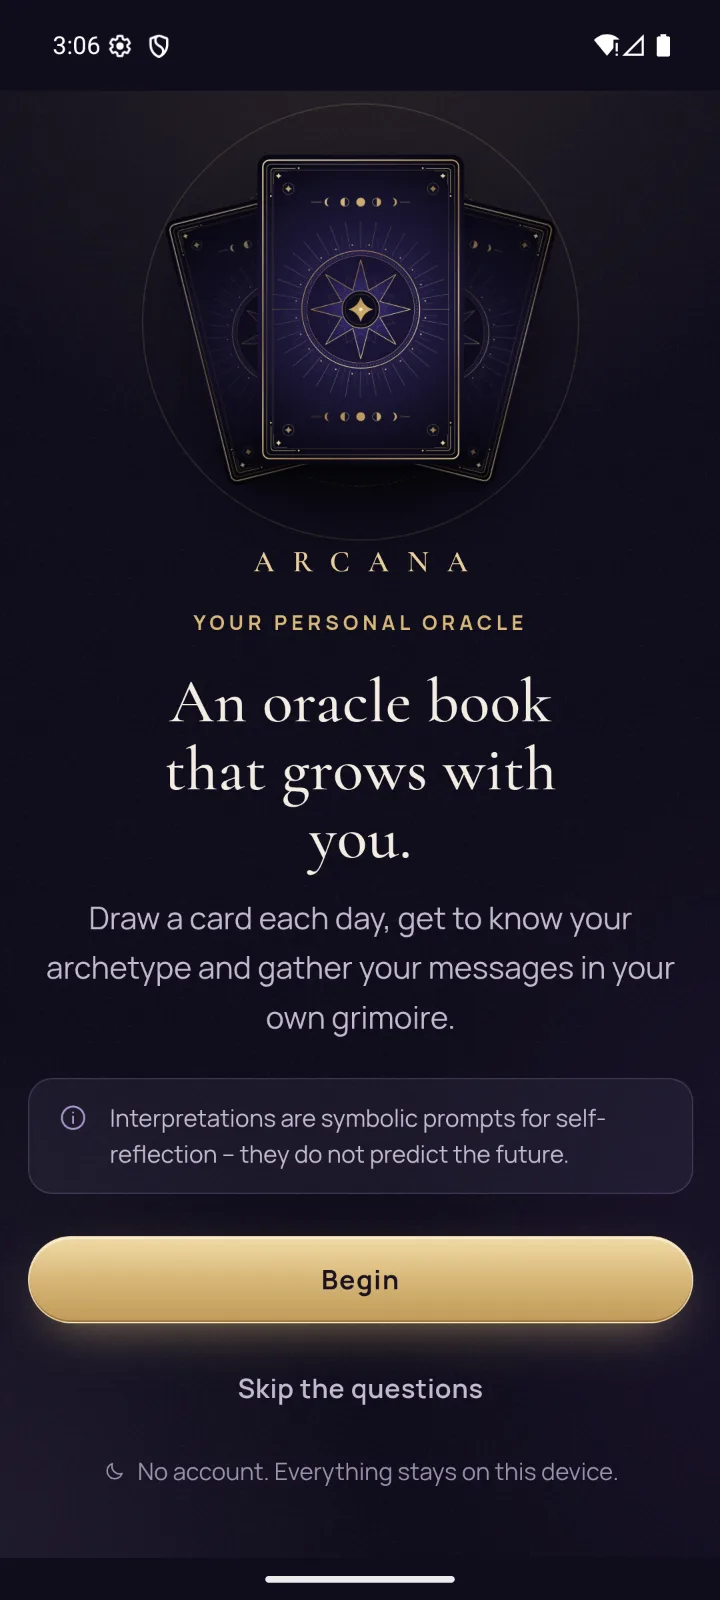 3:06
ARCANA
YOUR PERSONAL ORACLE
An oracle book
that grows with
you.
Draw a card each day, get to know your
archetype and gather your messages in your
own grimoire.
Interpretations are symbolic prompts for self-
reflection – they do not predict the future.
Begin
Skip the questions
No account. Everything stays on this device.